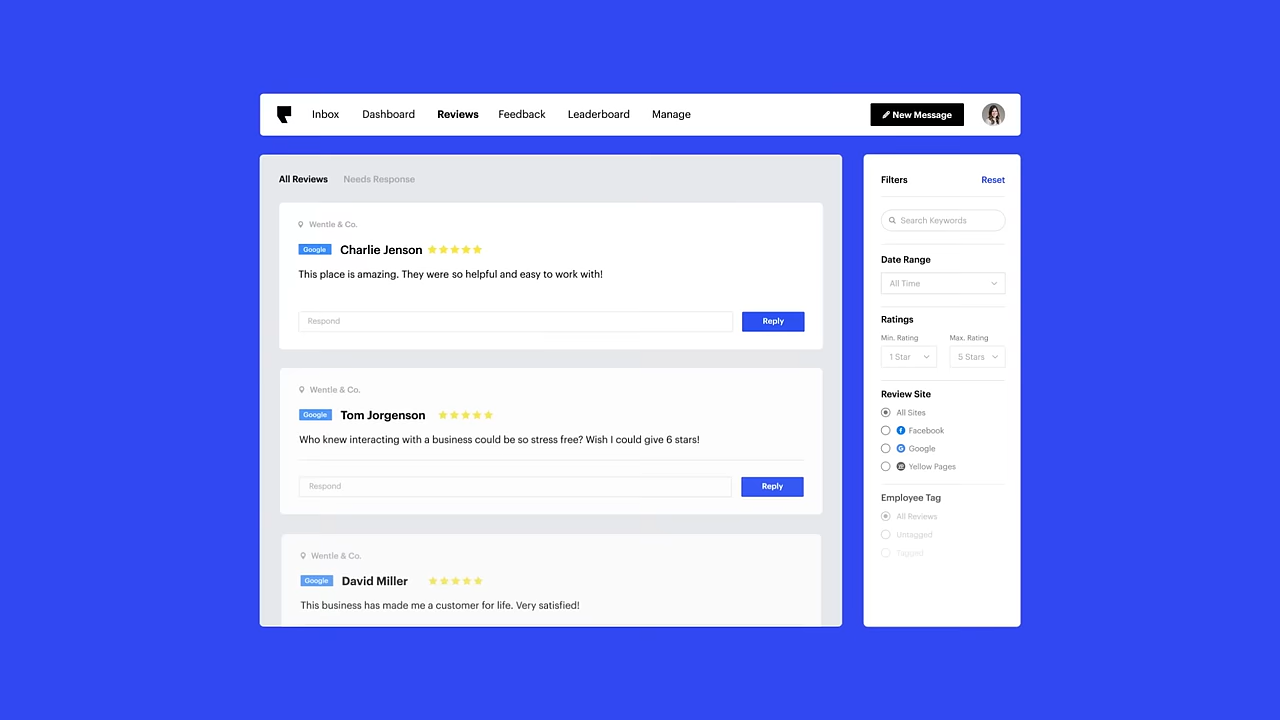 Inbox Dashboard Reviews Feedback Leaderboard Manage New Message
All Reviews Needs Response
Wentle & Co.
Google Charlie Jenson
This place is amazing. They were so helpful and easy to work with!
Respond Reply
Wentle & Co.
Google Tom Jorgenson
Who knew interacting with a business could be so stress free? Wish I could give 6 stars!
Respond Reply
Wentle & Co.
Google David Miller
This business has made me a customer for life. Very satisfied!
Filters Reset
Search Keywords
Date Range
All Time
Ratings
Min. Rating Max. Rating
1 Star 5 Stars
Review Site
All Sites
Facebook
Google
Yellow Pages
Employee Tag
All Reviews
Untagged
Tagged